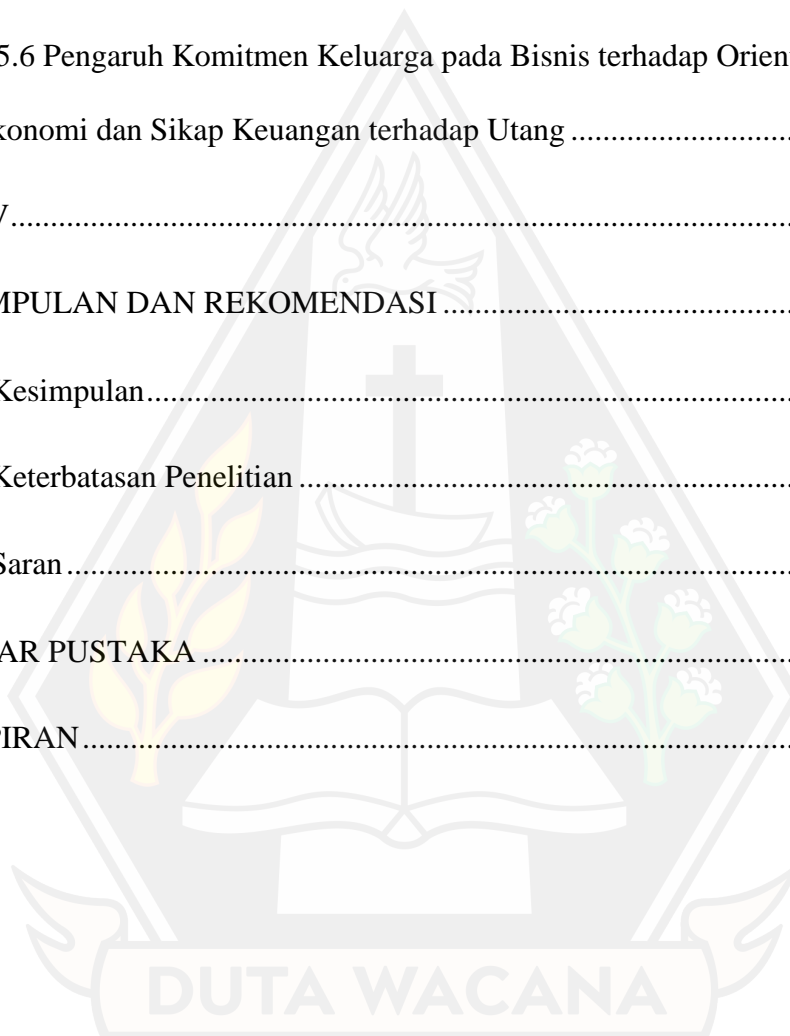 5.6 Pengaruh Komitmen Keluarga pada Bisnis terhadap Orient
konomi dan Sikap Keuangan terhadap Utang ..............................
V..........................................................................................................
MPULAN DAN REKOMENDASI ...............................................
Kesimpulan.......................................................................................
Keterbatasan Penelitian ..................................................................
Saran .................................................................................................
AR PUSTAKA ...............................................................................
PIRAN..............................................................................................
DUTA WACANA